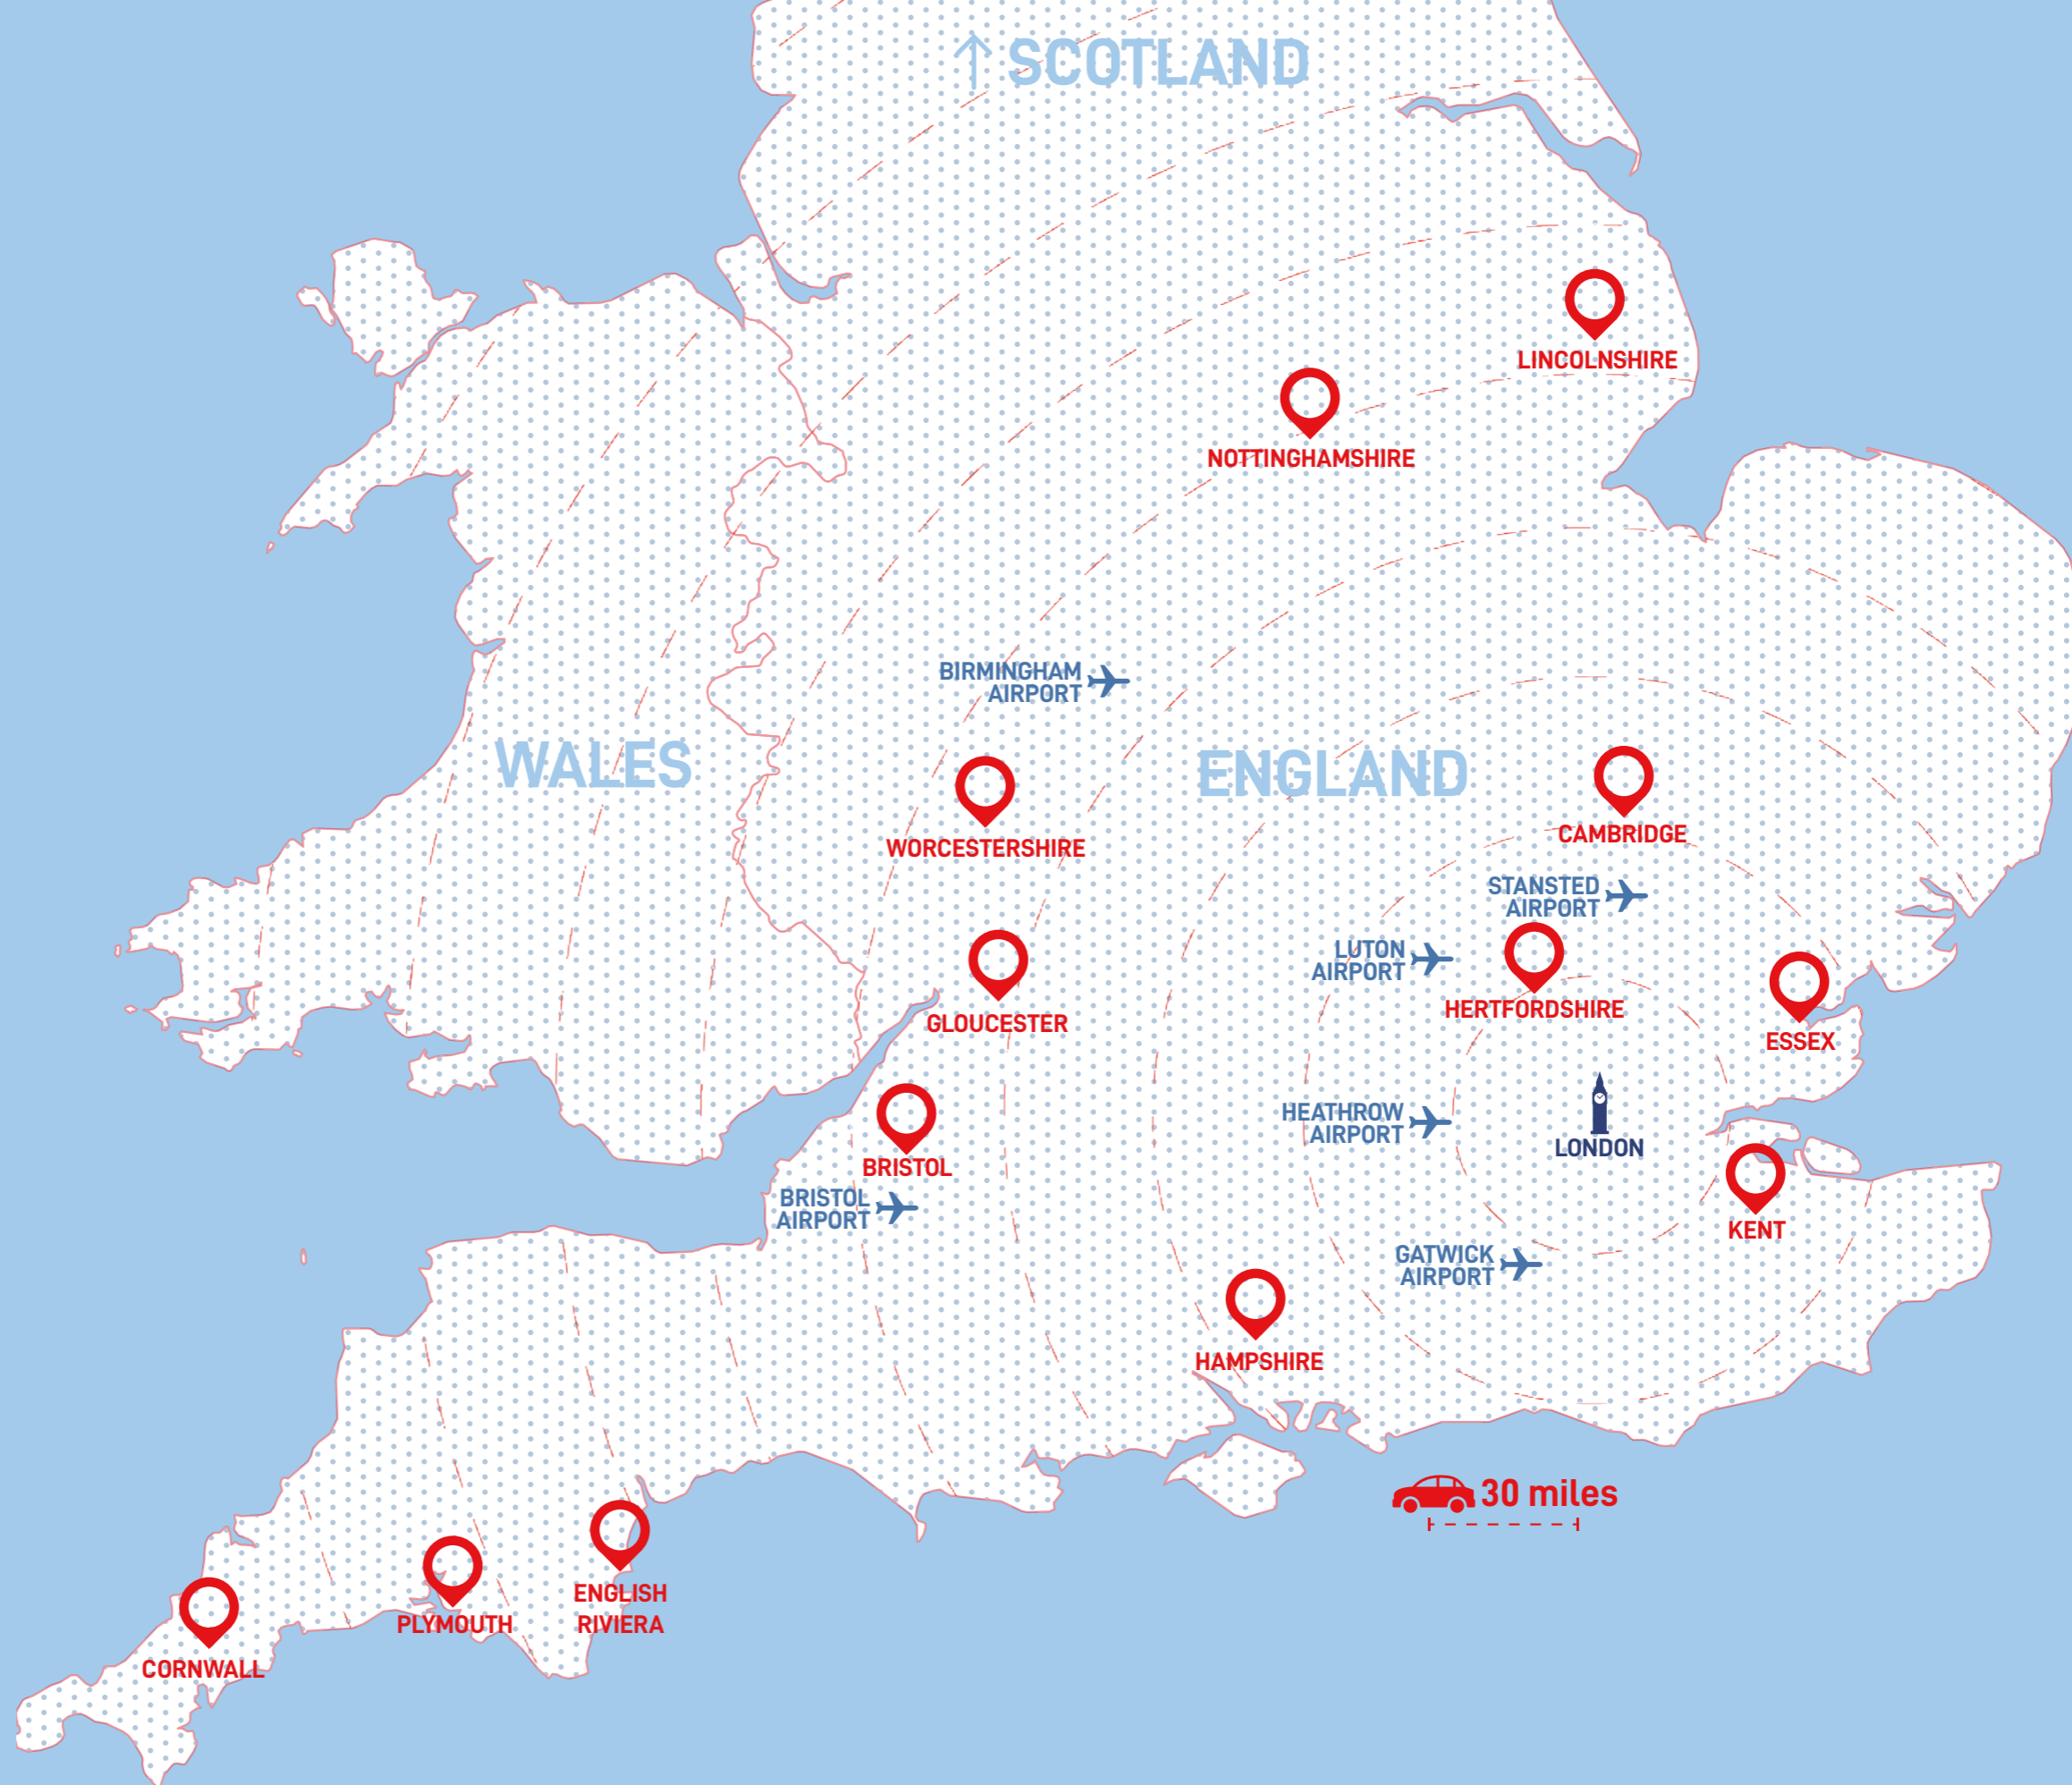 ↑ SCOTLAND
LINCOLNSHIRE
NOTTINGHAMSHIRE
BIRMINGHAM
AIRPORT
WALES
ENGLAND
WORCESTERSHIRE
CAMBRIDGE
STANSTED
AIRPORT
LUTON
AIRPORT
HERTFORDSHIRE
GLOUCESTER
ESSEX
HEATHROW
AIRPORT
LONDON
BRISTOL
BRISTOL
AIRPORT
KENT
GATWICK
AIRPORT
HAMPSHIRE
30 miles
ENGLISH
RIVIERA
PLYMOUTH
CORNWALL